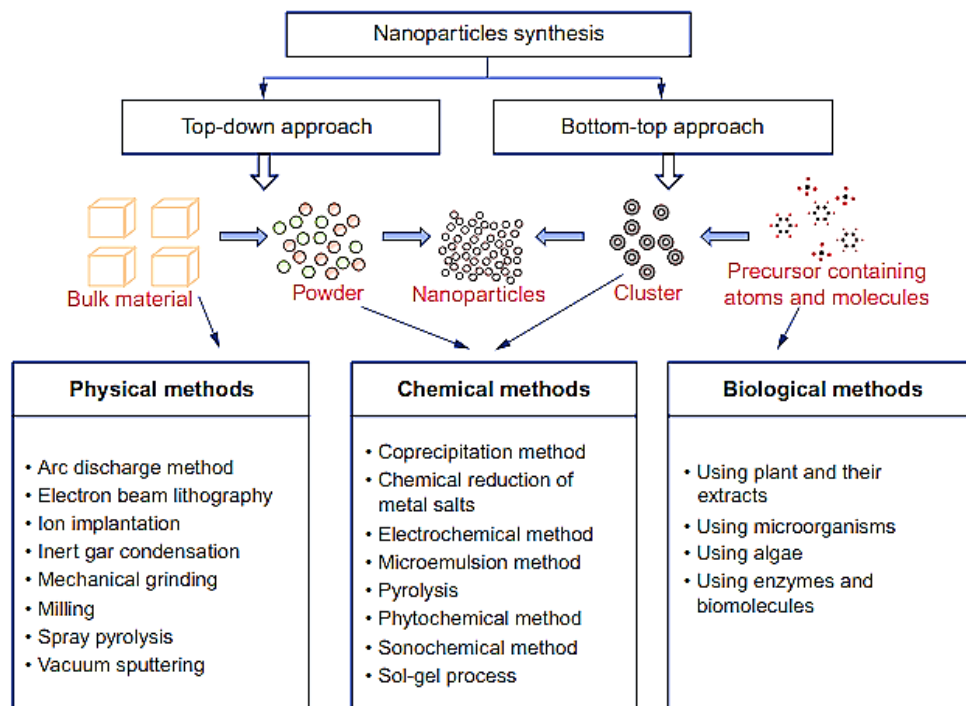 Nanoparticles synthesis
Top-down approach
Bottom-top approach
Bulk material
Powder
Nanoparticles
Cluster
Precursor containing
atoms and molecules
Physical methods
• Arc discharge method
• Electron beam lithography
• Ion implantation
• Inert gar condensation
• Mechanical grinding
• Milling
• Spray pyrolysis
• Vacuum sputtering
Chemical methods
• Coprecipitation method
• Chemical reduction of
metal salts
• Electrochemical method
• Microemulsion method
• Pyrolysis
• Phytochemical method
• Sonochemical method
• Sol-gel process
Biological methods
• Using plant and their
extracts
• Using microorganisms
• Using algae
• Using enzymes and
biomolecules